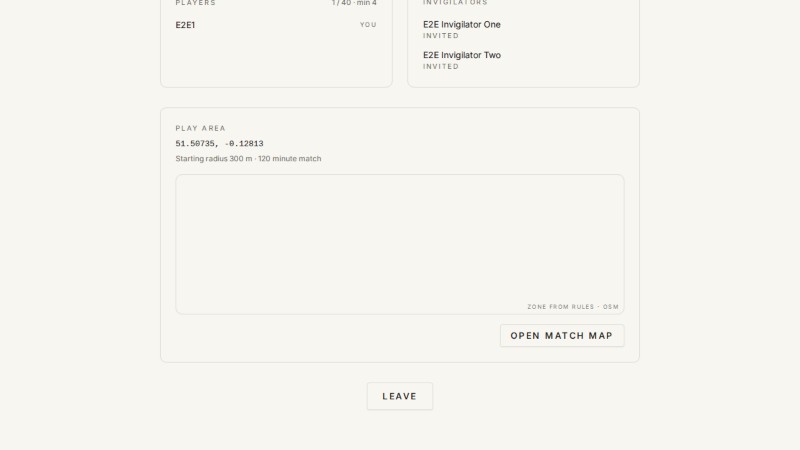 PLAYERS
1 / 40 · min 4
E2E1
YOU
INVIGILATORS
E2E Invigilator One
INVITED
E2E Invigilator Two
INVITED
PLAY AREA
51.50735, -0.12813
Starting radius 300 m · 120 minute match
ZONE FROM RULES · OSM
OPEN MATCH MAP
LEAVE